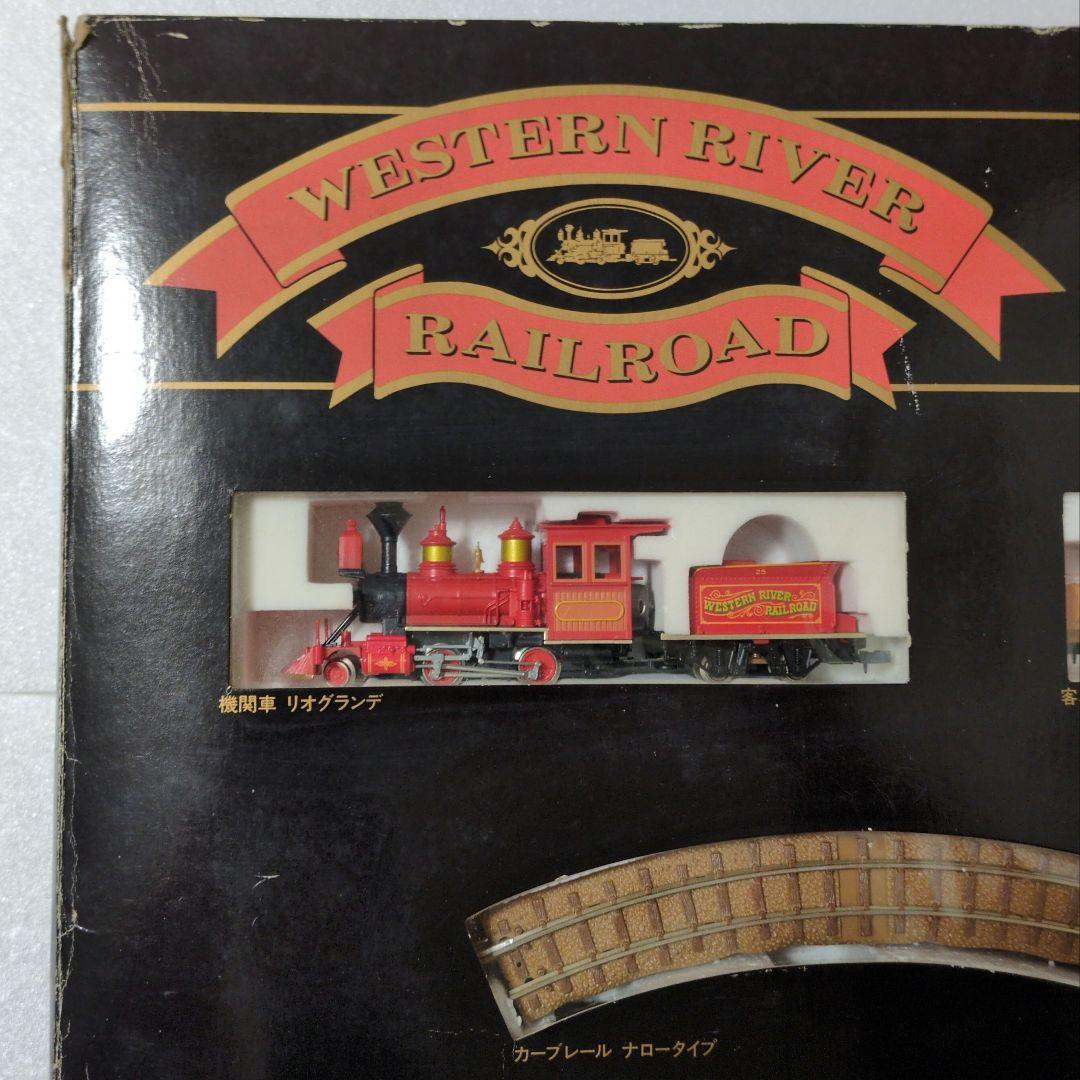 WESTERN RIVER
RAILROAD
25
WESTERN RIVER
RAILROAD
機関車 リオグランデ
客
カーブレール ナロータイプ